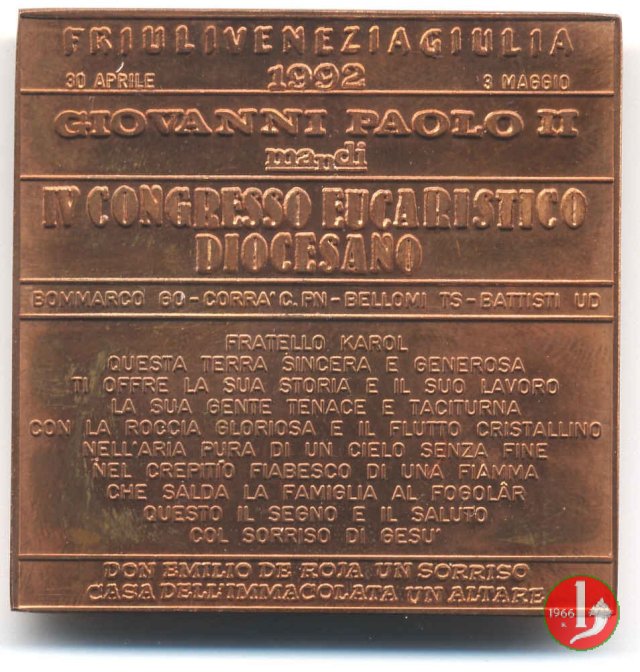 FRIULIVENEZIAGIULIA
30 APRILE 1992 3 MAGGIO
GIOVANNI PAOLO II
mandi
IV CONGRESSO EUCARISTICO
DIOCESANO
BOMMARCO GO - CORRA' C. PN - BELLOMI TS - BATTISTI UD
FRATELLO KAROL
QUESTA TERRA SINCERA E GENEROSA
TI OFFRE LA SUA STORIA E IL SUO LAVORO
LA SUA GENTE TENACE E TACITURNA
CON LA ROCCIA GLORIOSA E IL FLUTTO CRISTALLINO
NELL'ARIA PURA DI UN CIELO SENZA FINE
NEL CREPITÍO FIABESCO DI UNA FIAMMA
CHE SALDA LA FAMIGLIA AL FOGOLÂR
QUESTO IL SEGNO E IL SALUTO
COL SORRISO DI GESU'
DON EMILIO DE ROJA UN SORRISO
CASA DELL'IMMACOLATA UN ALTARE
1966